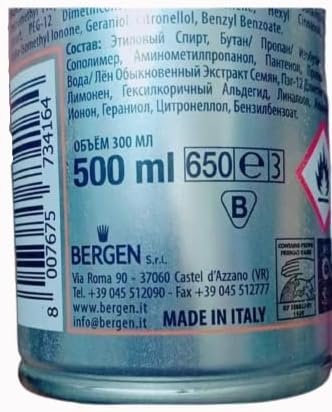 PEG-12 Dimethicone
Isomethyl Ionone, Geraniol Citronellol, Benzyl Benzoate.
Состав: Этиловый Спирт, Бутан/ Пропан/
Сополимер, Аминометилпропанол, Пантенол,
Вода/ Лён Обыкновенный Экстракт Семян, Пэг-12
Лимонен, Гексилкоричный Альдегид, Линалоол,
Ионон, Гераниол, Цитронеллол, Бензилбензоат.
ОБЪЁМ 300 МЛ
500 ml 650 e 3
B
BERGEN S.r.l.
Via Roma 90 - 37060 Castel d'Azzano (VR)
Tel. +39 045 512090 - Fax +39 045 512777
www.bergen.it
info@bergen.it MADE IN ITALY
8 007675 734164